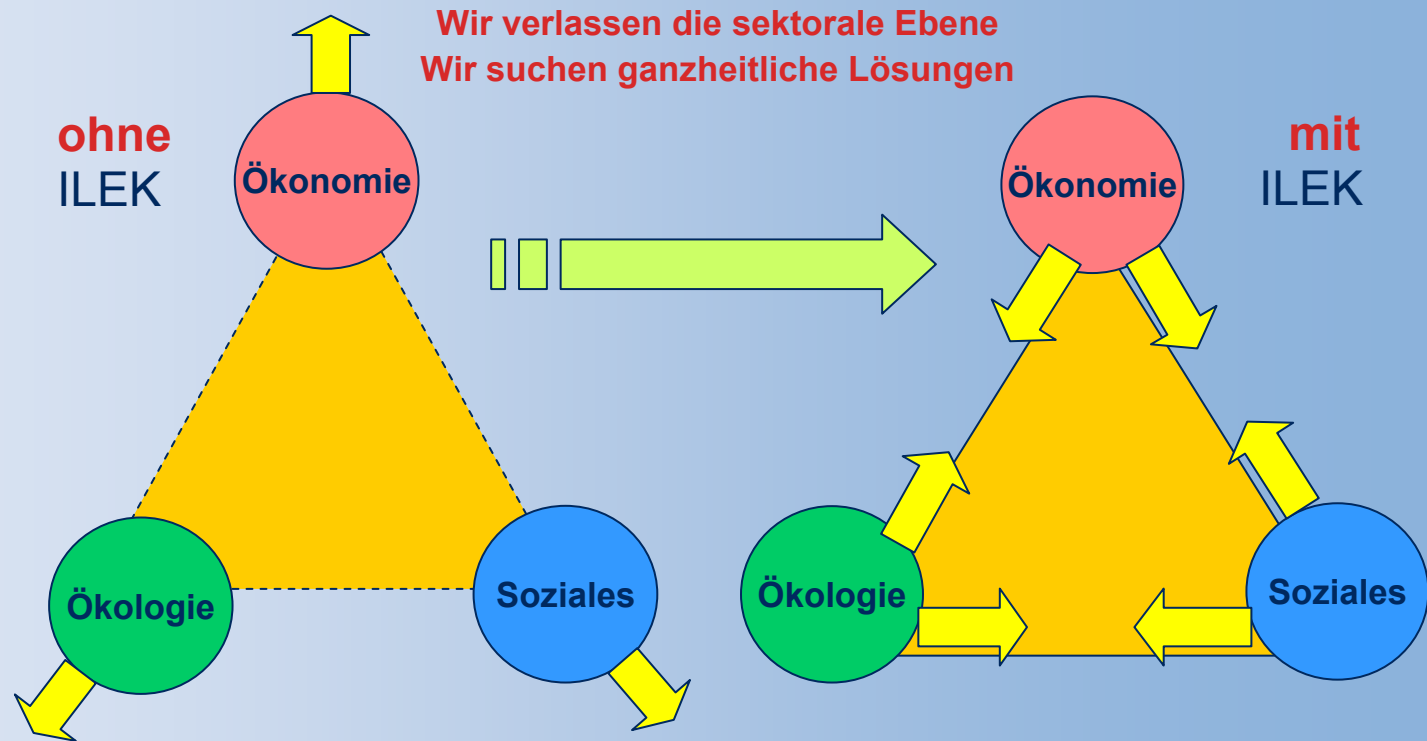 Wir verlassen die sektorale Ebene
Wir suchen ganzheitliche Lösungen
ohne
ILEK
Ökonomie
Ökologie
Soziales
mit
ILEK
Ökonomie
Ökologie
Soziales